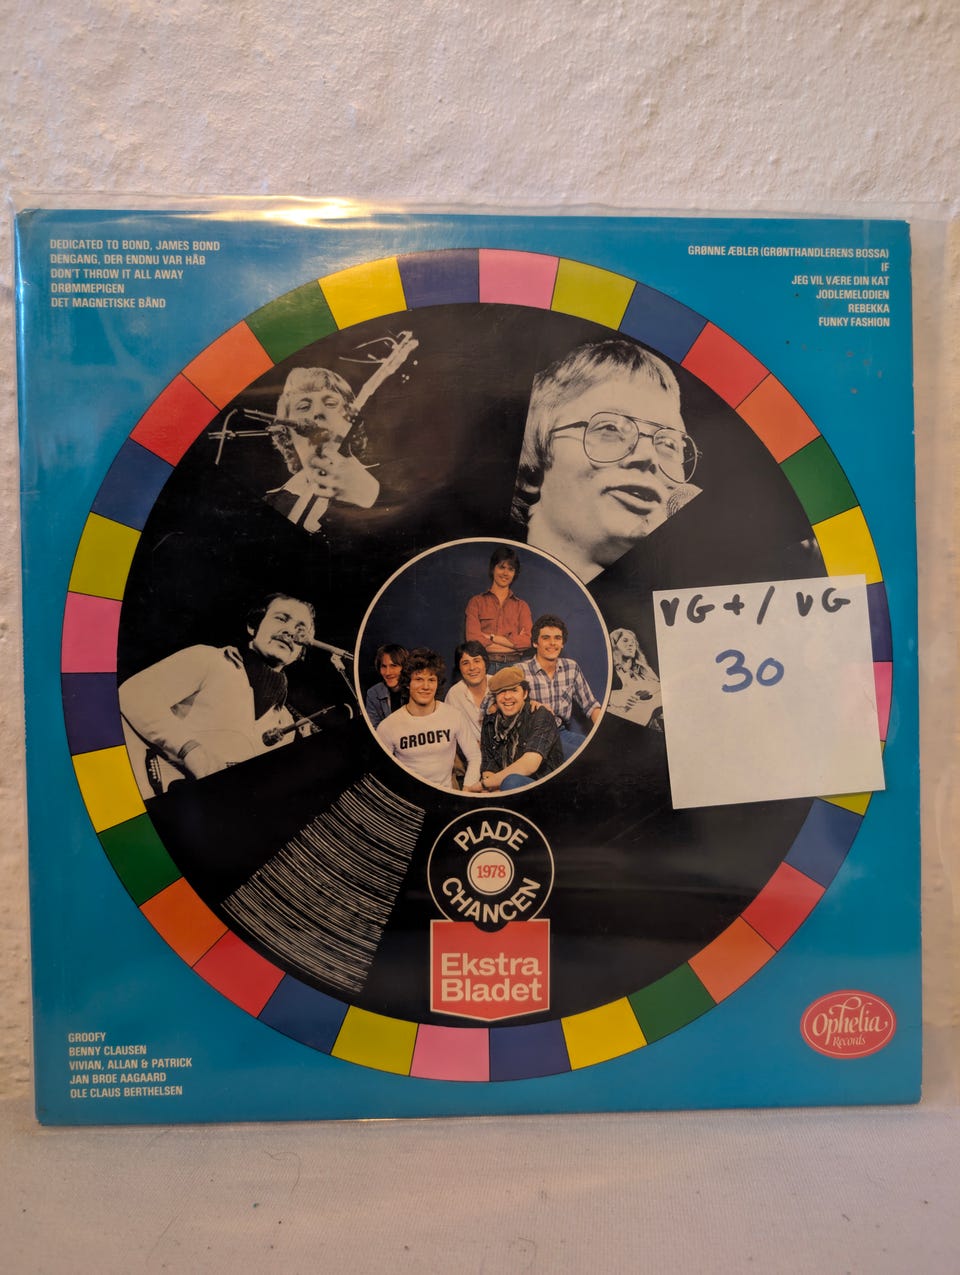 DEDICATED TO BOND, JAMES BOND
DENGANG, DER ENDNU VAR HÅB
DON'T THROW IT ALL AWAY
DRØMMEPIGEN
DET MAGNETISKE BÅND
GRØNNE ÆBLER (GRØNTHANDLERENS BOSSA)
IF
JEG VIL VÆRE DIN KAT
JODLEMELODIEN
REBEKKA
FUNKY FASHION
VG+/VG
30
GROOFY
PLADE
1978
CHANCEN
Ekstra
Bladet
Ophelia
Records
GROOFY
BENNY CLAUSEN
VIVIAN, ALLAN & PATRICK
JAN BROE AAGAARD
OLE CLAUS BERTHELSEN